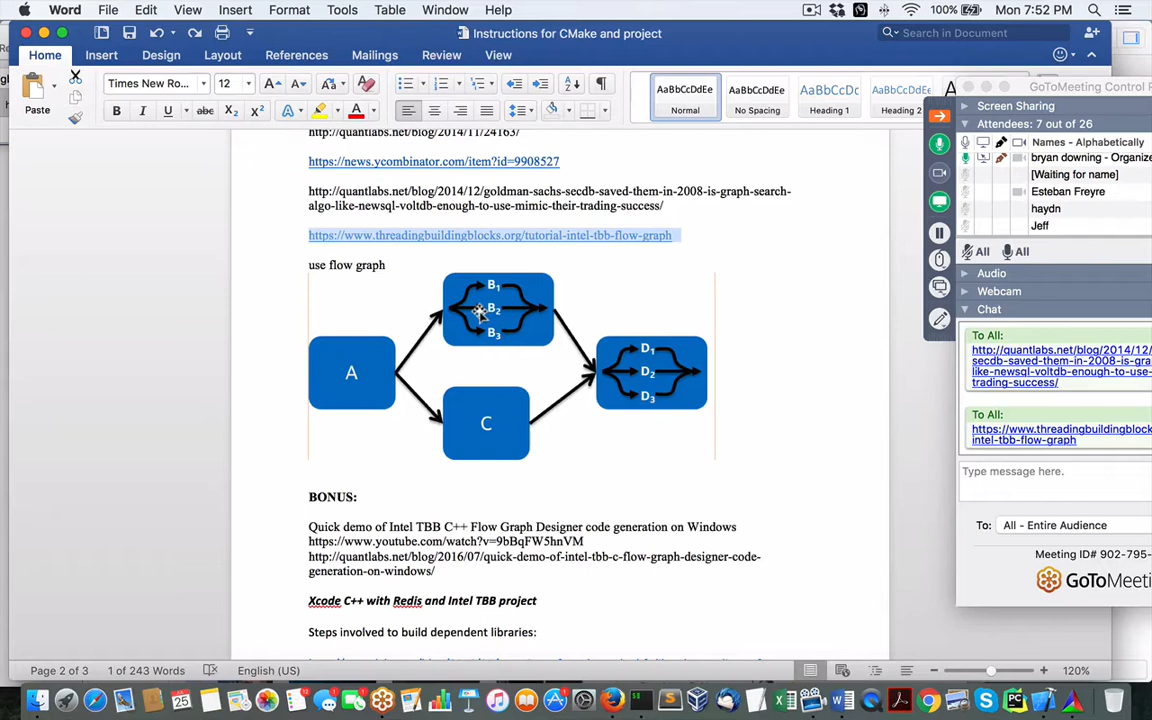 Word File Edit View Insert Format Tools Table Window Help 100% Mon 7:52 PM
Instructions for CMake and project
Search in Document
Home Insert Design Layout References Mailings Review View
Paste
Times New Ro... 12
AaBbCcDdEe AaBbCcDdEe AaBbCcDc AaBbCcDdEe
Normal No Spacing Heading 1 Heading 2
http://quantlabs.net/blog/2014/11/24163/
https://news.ycombinator.com/item?id=9908527
http://quantlabs.net/blog/2014/12/goldman-sachs-secdb-saved-them-in-2008-is-graph-search-
algo-like-newsql-voltdb-enough-to-use-mimic-their-trading-success/
https://www.threadingbuildingblocks.org/tutorial-intel-tbb-flow-graph
use flow graph
B1
B2
B3
A
C
D1
D2
D3
BONUS:
Quick demo of Intel TBB C++ Flow Graph Designer code generation on Windows
https://www.youtube.com/watch?v=9bBqFW5hnVM
http://quantlabs.net/blog/2016/07/quick-demo-of-intel-tbb-c-flow-graph-designer-code-
generation-on-windows/
Xcode C++ with Redis and Intel TBB project
Steps involved to build dependent libraries:
Page 2 of 3 1 of 243 Words English (US) 120%
GoToMeeting Control P
Screen Sharing
Attendees: 7 out of 26
Names - Alphabetically
bryan downing - Organize
[Waiting for name]
Esteban Freyre
haydn
Jeff
All All
Audio
Webcam
Chat
To All:
http://quantlabs.net/blog/2014/12/
secdb-saved-them-in-2008-is-gra
like-newsql-voltdb-enough-to-use-
trading-success/
To All:
https://www.threadingbuildingblock
intel-tbb-flow-graph
Type message here.
To: All - Entire Audience
Meeting ID# 902-795-
GoToMeeti